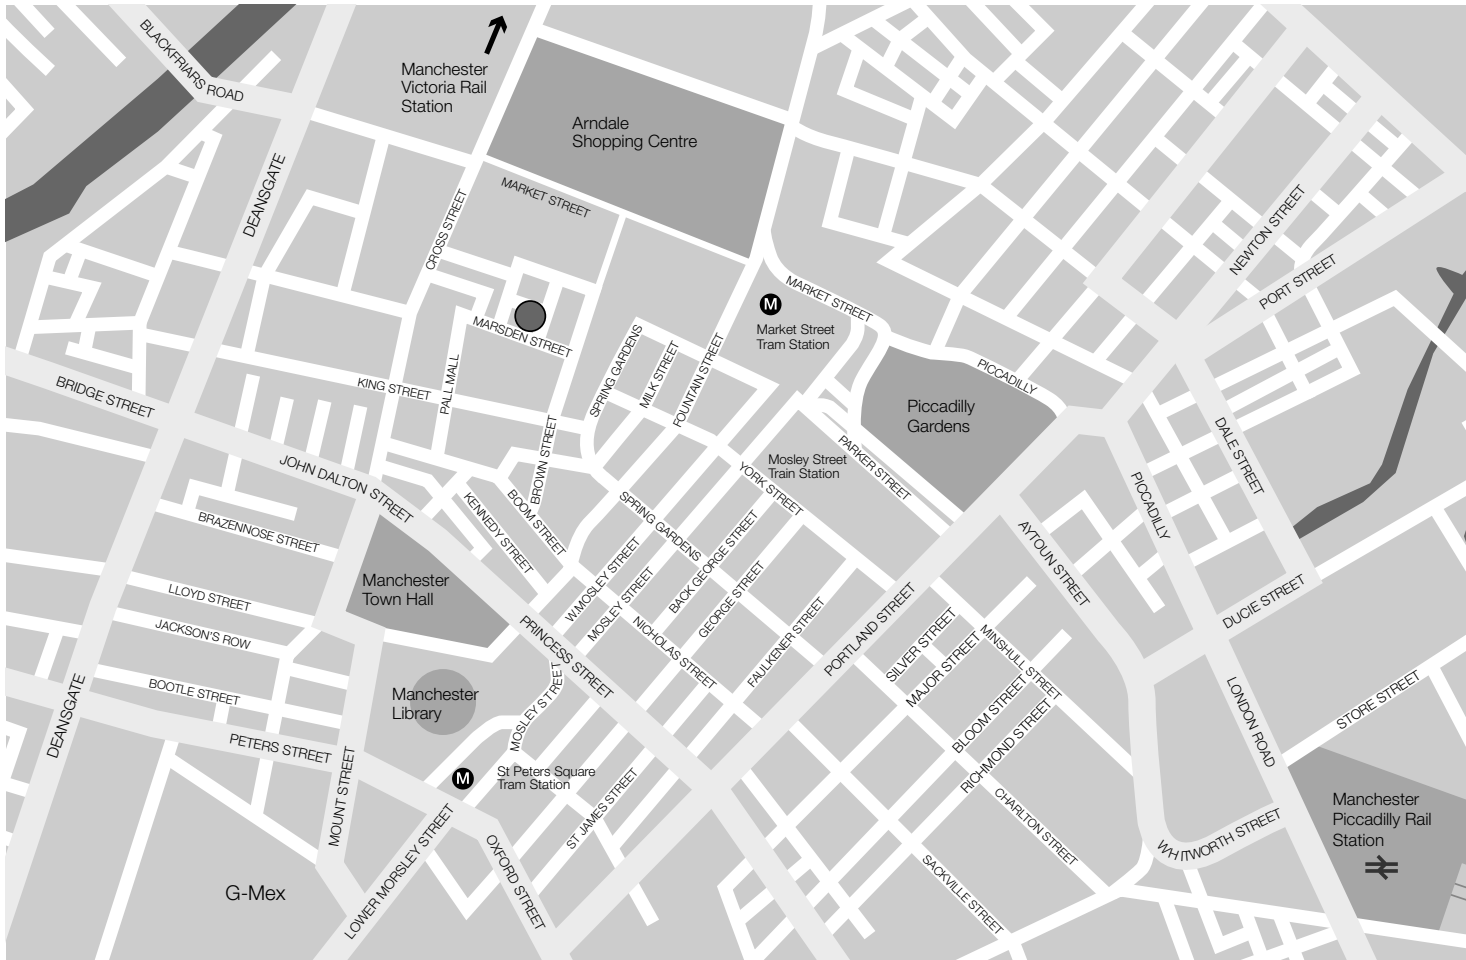 BLACKFRIARS ROAD
Manchester
Victoria Rail
Station
Arndale
Shopping Centre
DEANSGATE
CROSS STREET
MARKET STREET
NEWTON STREET
PORT STREET
MARKET STREET
M
Market Street
Tram Station
MARSDEN STREET
SPRING GARDENS
MILK STREET
FOUNTAIN STREET
PICCADILLY
BRIDGE STREET
KING STREET
PALL MALL
Piccadilly
Gardens
BROWN STREET
PARKER STREET
DALE STREET
JOHN DALTON STREET
Mosley Street
Train Station
YORK STREET
PICCADILLY
KENNEDY STREET
BOOM STREET
SPRING GARDENS
BRAZENNOSE STREET
AYTOUN STREET
W.MOSLEY STREET
MOSLEY STREET
BACK GEORGE STREET
GEORGE STREET
Manchester
Town Hall
LLOYD STREET
JACKSON'S ROW
DUCIE STREET
PRINCESS STREET
NICHOLAS STREET
FAULKENER STREET
PORTLAND STREET
SILVER STREET
MAJOR STREET
MINSHULL STREET
BOOTLE STREET
Manchester
Library
MOSLEY STREET
BLOOM STREET
RICHMOND STREET
LONDON ROAD
STORE STREET
DEANSGATE
PETERS STREET
MOUNT STREET
M
St Peters Square
Tram Station
ST JAMES STREET
CHARLTON STREET
WHITWORTH STREET
Manchester
Piccadilly Rail
Station
G-Mex
LOWER MORSLEY STREET
OXFORD STREET
SACKVILLE STREET